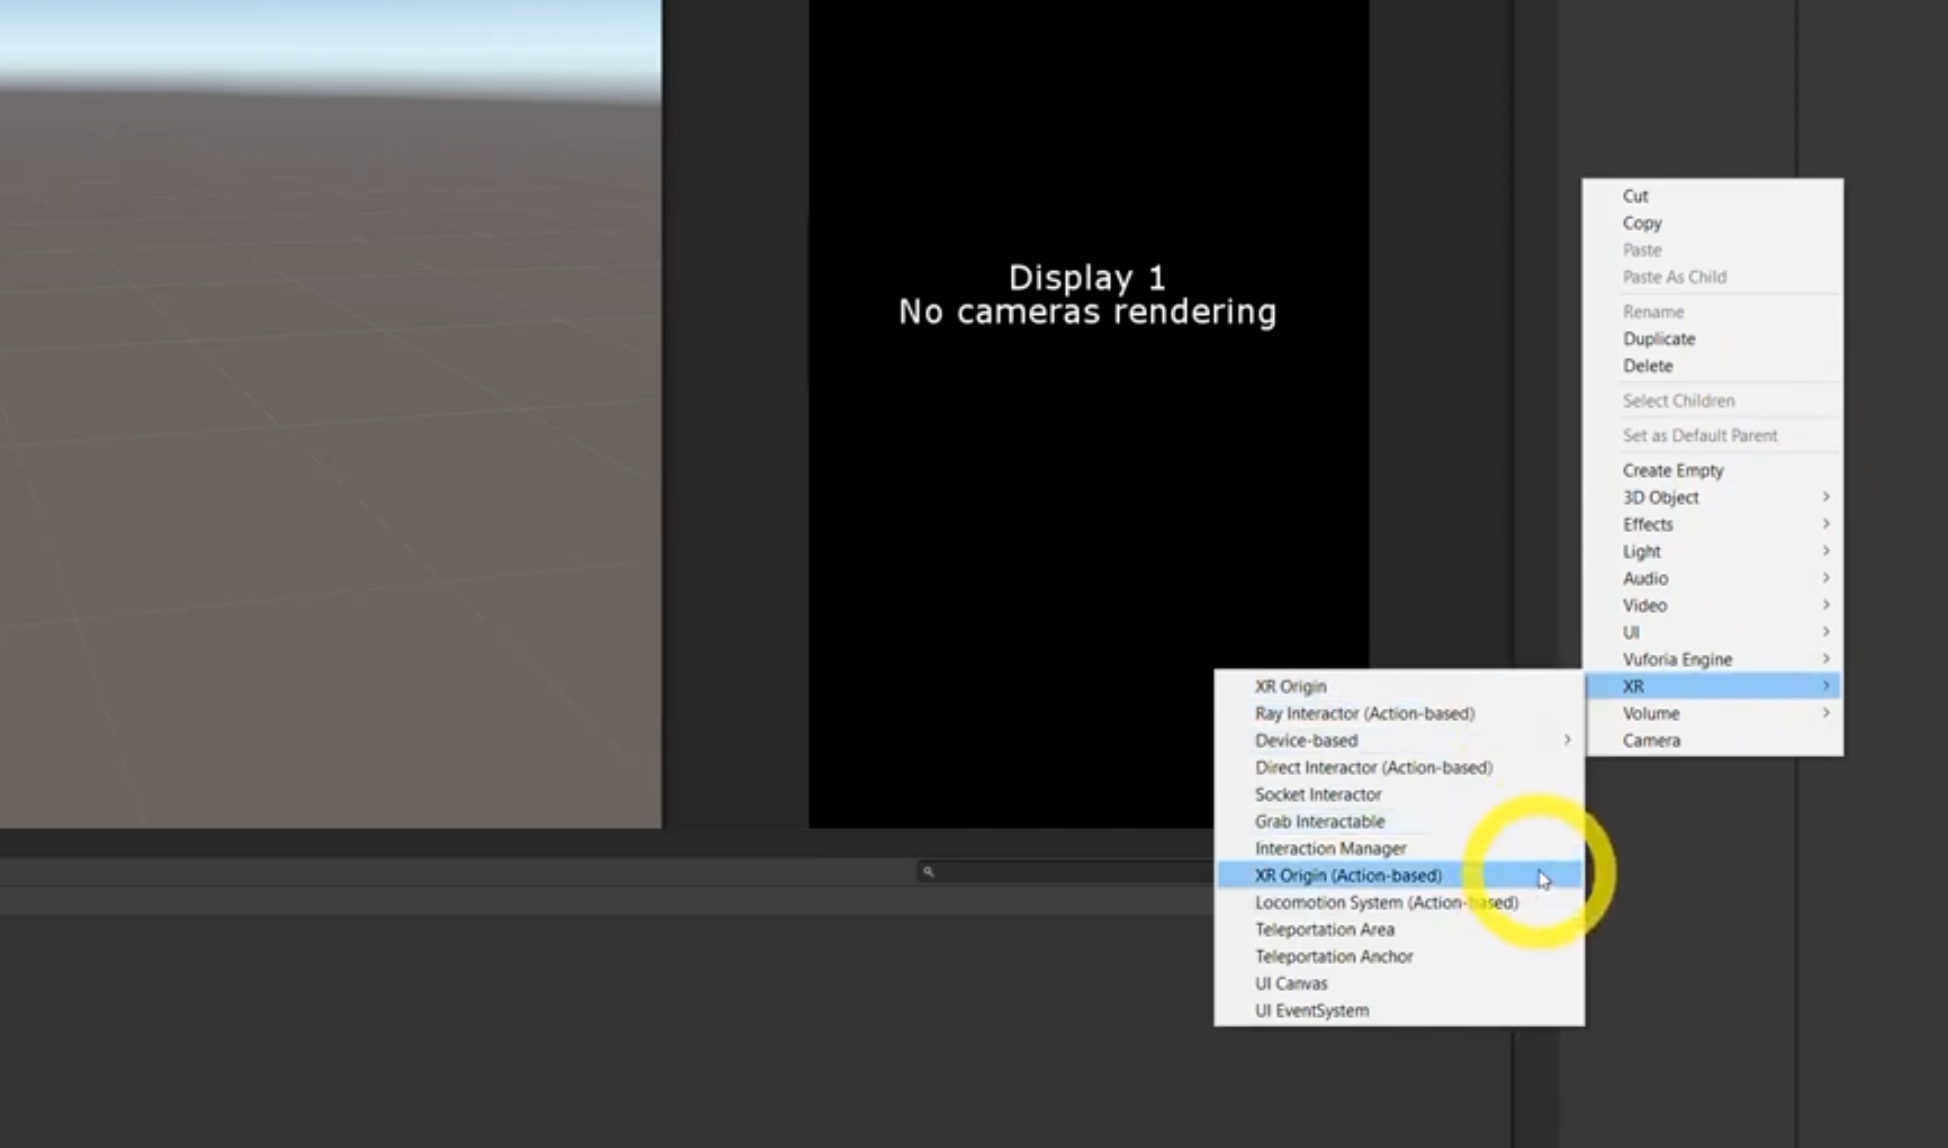 Display 1
No cameras rendering
Cut
Copy
Paste
Paste As Child
Rename
Duplicate
Delete
Select Children
Set as Default Parent
Create Empty
3D Object
Effects
Light
Audio
Video
UI
Vuforia Engine
XR
Volume
Camera
XR Origin
Ray Interactor (Action-based)
Device-based
Direct Interactor (Action-based)
Socket Interactor
Grab Interactable
Interaction Manager
XR Origin (Action-based)
Locomotion System (Action-based)
Teleportation Area
Teleportation Anchor
UI Canvas
UI EventSystem